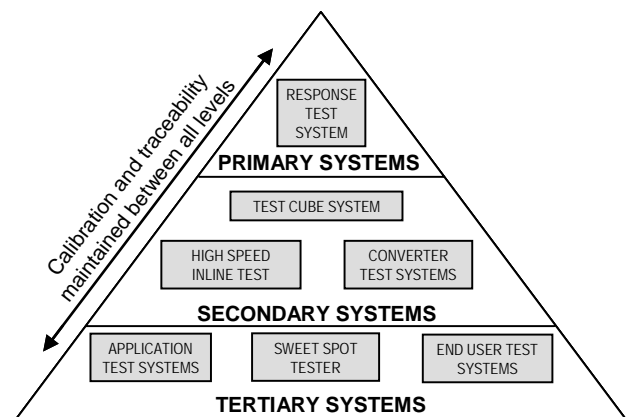 Calibration and traceability
maintained between all levels
RESPONSE
TEST
SYSTEM
PRIMARY SYSTEMS
TEST CUBE SYSTEM
HIGH SPEED
INLINE TEST
CONVERTER
TEST SYSTEMS
SECONDARY SYSTEMS
APPLICATION
TEST SYSTEMS
SWEET SPOT
TESTER
END USER TEST
SYSTEMS
TERTIARY SYSTEMS